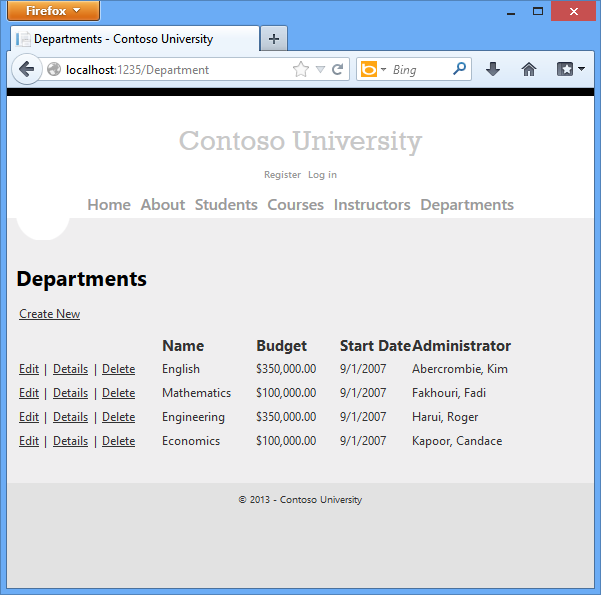 Firefox
Departments - Contoso University
localhost:1235/Department
Bing
Contoso University
Register Log in
Home About Students Courses Instructors Departments
Departments
Create New
Name Budget Start Date Administrator
Edit | Details | Delete English $350,000.00 9/1/2007 Abercrombie, Kim
Edit | Details | Delete Mathematics $100,000.00 9/1/2007 Fakhouri, Fadi
Edit | Details | Delete Engineering $350,000.00 9/1/2007 Harui, Roger
Edit | Details | Delete Economics $100,000.00 9/1/2007 Kapoor, Candace
© 2013 - Contoso University